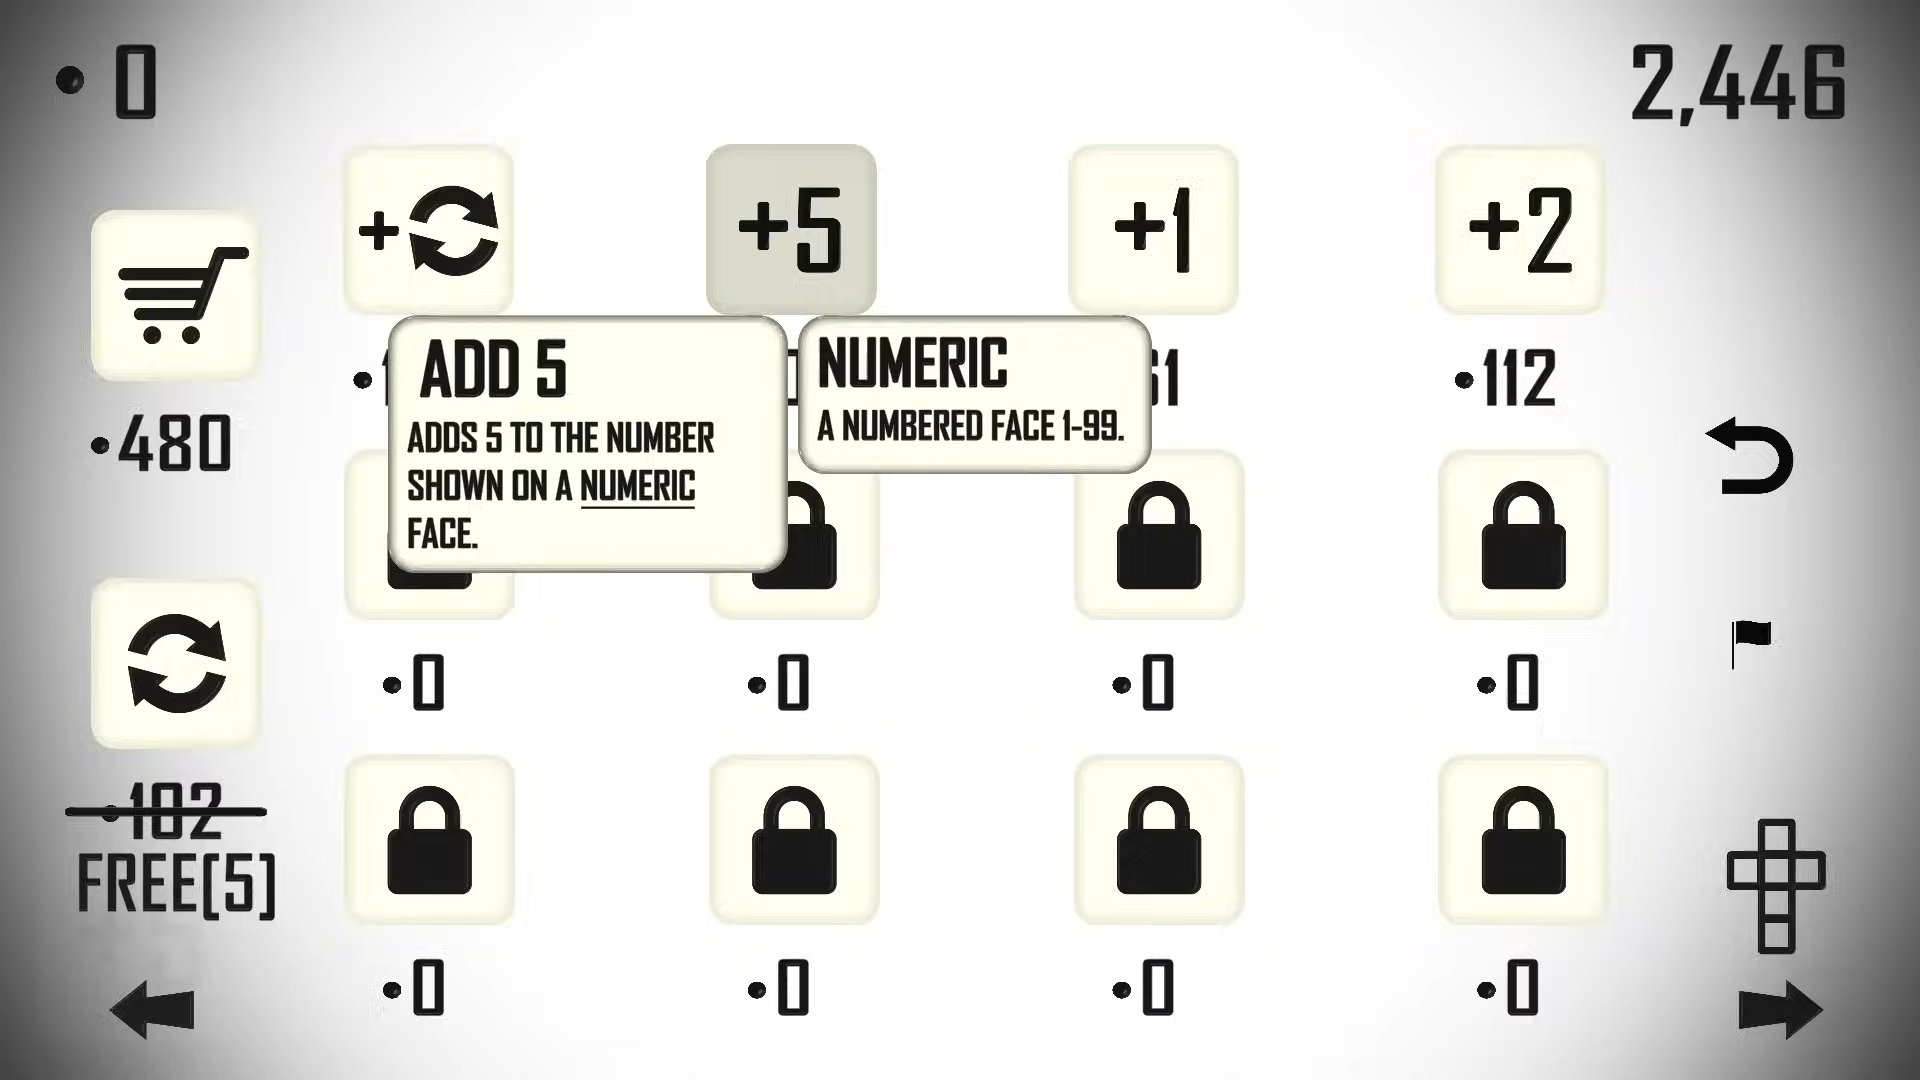 0
2,446
+
+5
+1
+2
ADD 5
ADDS 5 TO THE NUMBER
SHOWN ON A NUMERIC
FACE.
NUMERIC
A NUMBERED FACE 1-99.
112
480
0
0
0
0
102
FREE[5]
0
0
0
0